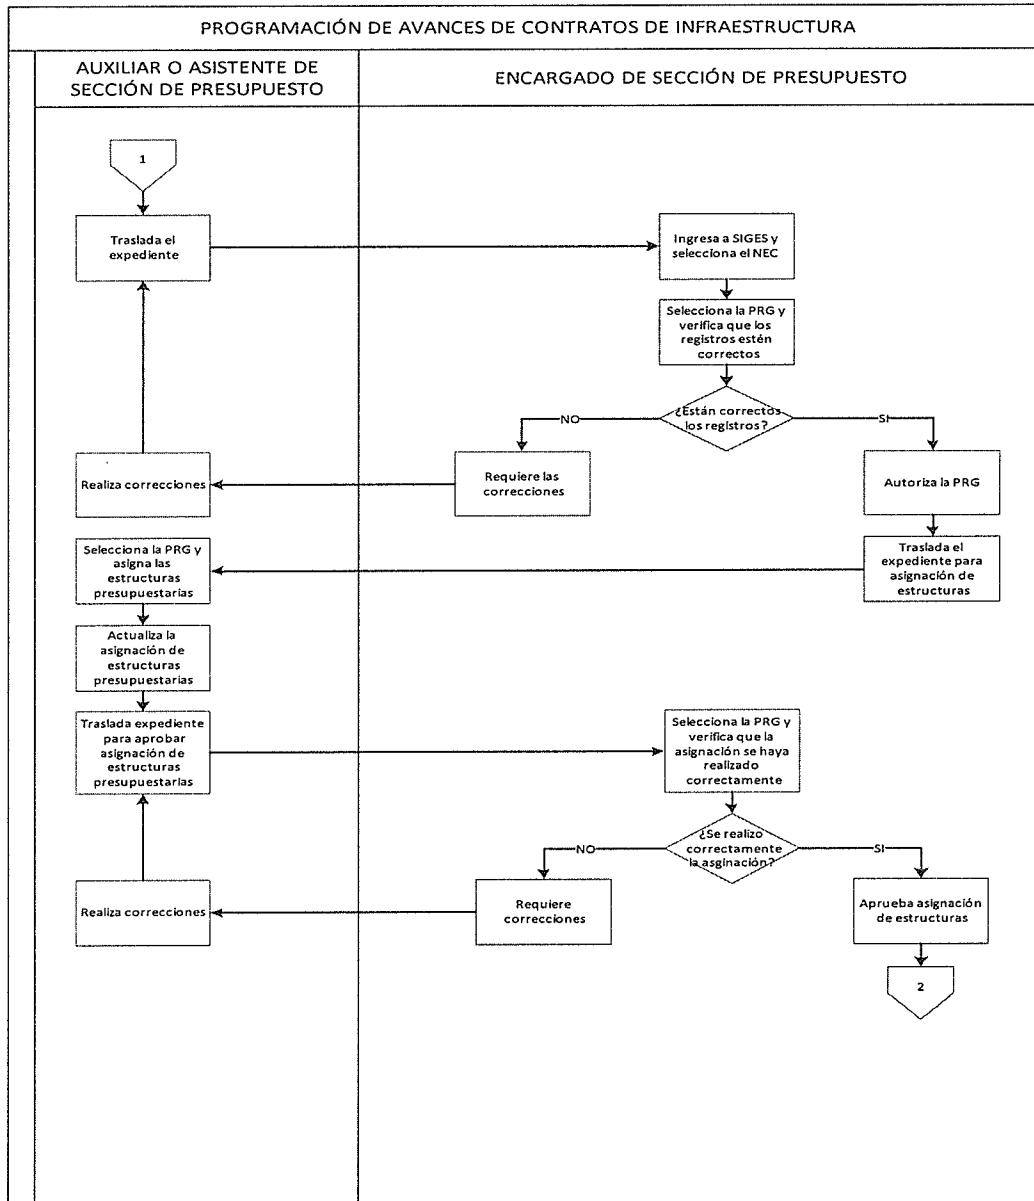 PROGRAMACIÓN DE AVANCES DE CONTRATOS DE INFRAESTRUCTURA
AUXILIAR O ASISTENTE DE
SECCIÓN DE PRESUPUESTO
ENCARGADO DE SECCIÓN DE PRESUPUESTO
1
Traslada el
expediente
Ingresa a SIGES y
selecciona el NEC
Selecciona la PRG y
verifica que los
registros estén
correctos
¿Están correctos
los registros?
NO
SI
Realiza correcciones
Requiere las
correcciones
Autoriza la PRG
Selecciona la PRG y
asigna las
estructuras
presupuestarias
Traslada el
expediente para
asignación de
estructuras
Actualiza la
asignación de
estructuras
presupuestarias
Traslada expediente
para aprobar
asignación de
estructuras
presupuestarias
Selecciona la PRG y
verifica que la
asignación se haya
realizado
correctamente
¿Se realizo
correctamente
la asginación?
NO
SI
Realiza correcciones
Requiere
correcciones
Aprueba asignación
de estructuras
2